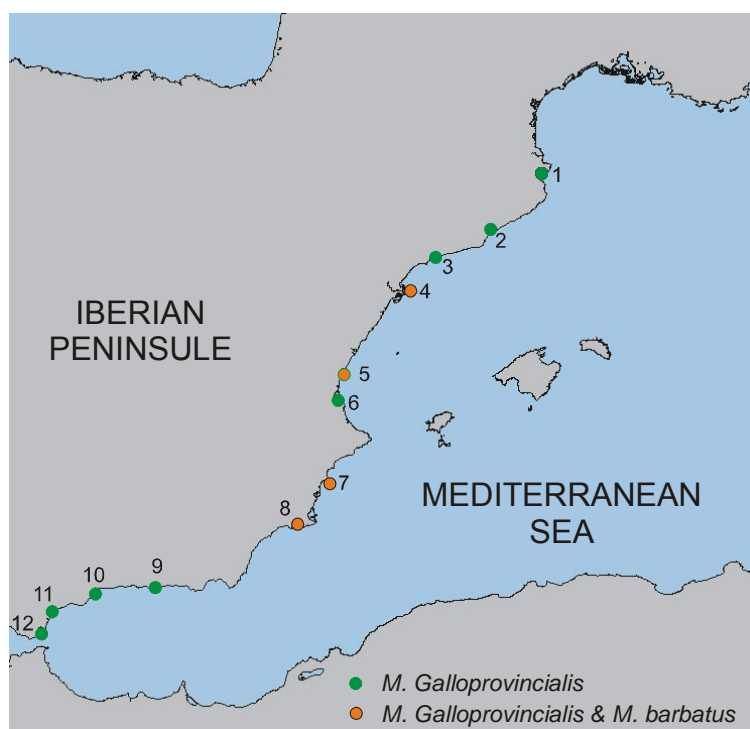 1
2
3
4
IBERIAN
PENINSULE
5
6
7
MEDITERRANEAN
SEA
8
9
10
11
12
M. Galloprovincialis
M. Galloprovincialis & M. barbatus